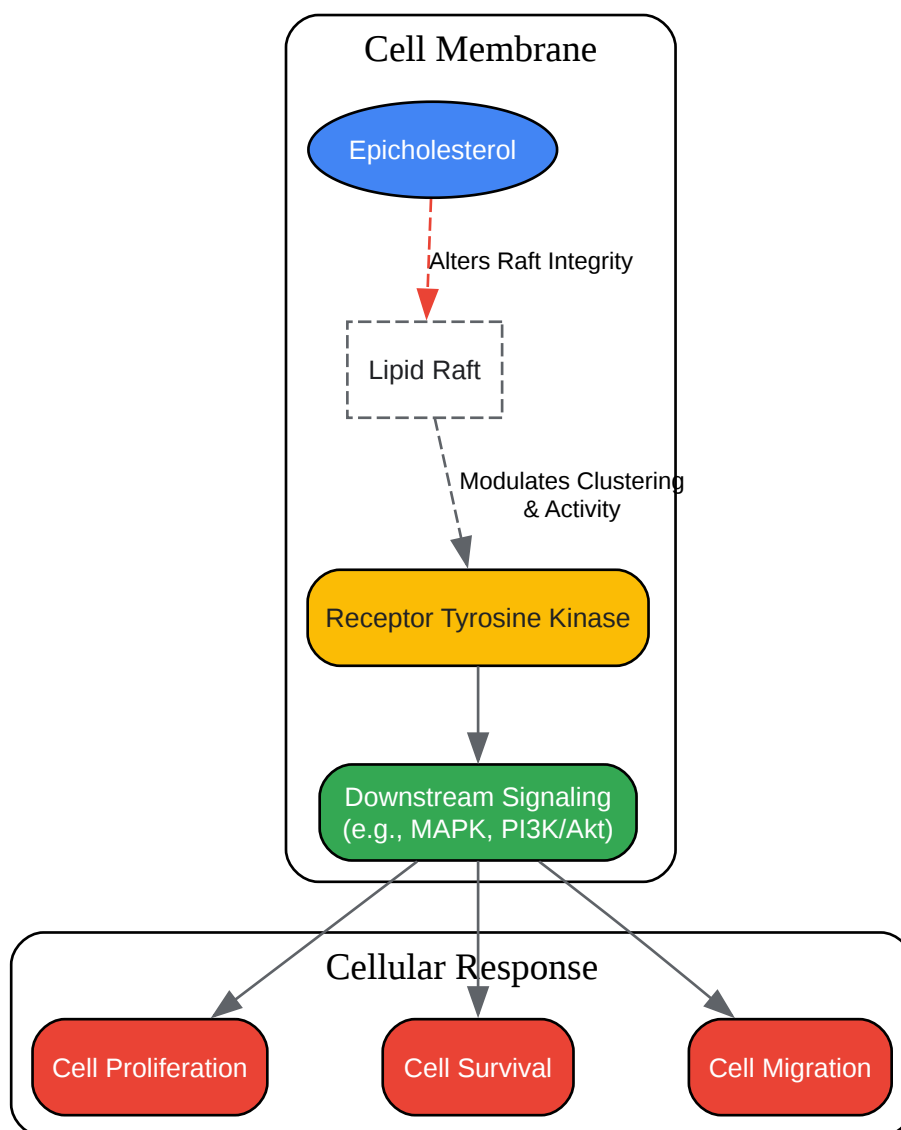 Cell Membrane
Epicholesterol
Alters Raft Integrity
Lipid Raft
Modulates Clustering
& Activity
Receptor Tyrosine Kinase
Downstream Signaling
(e.g., MAPK, PI3K/Akt)
Cellular Response
Cell Proliferation
Cell Survival
Cell Migration